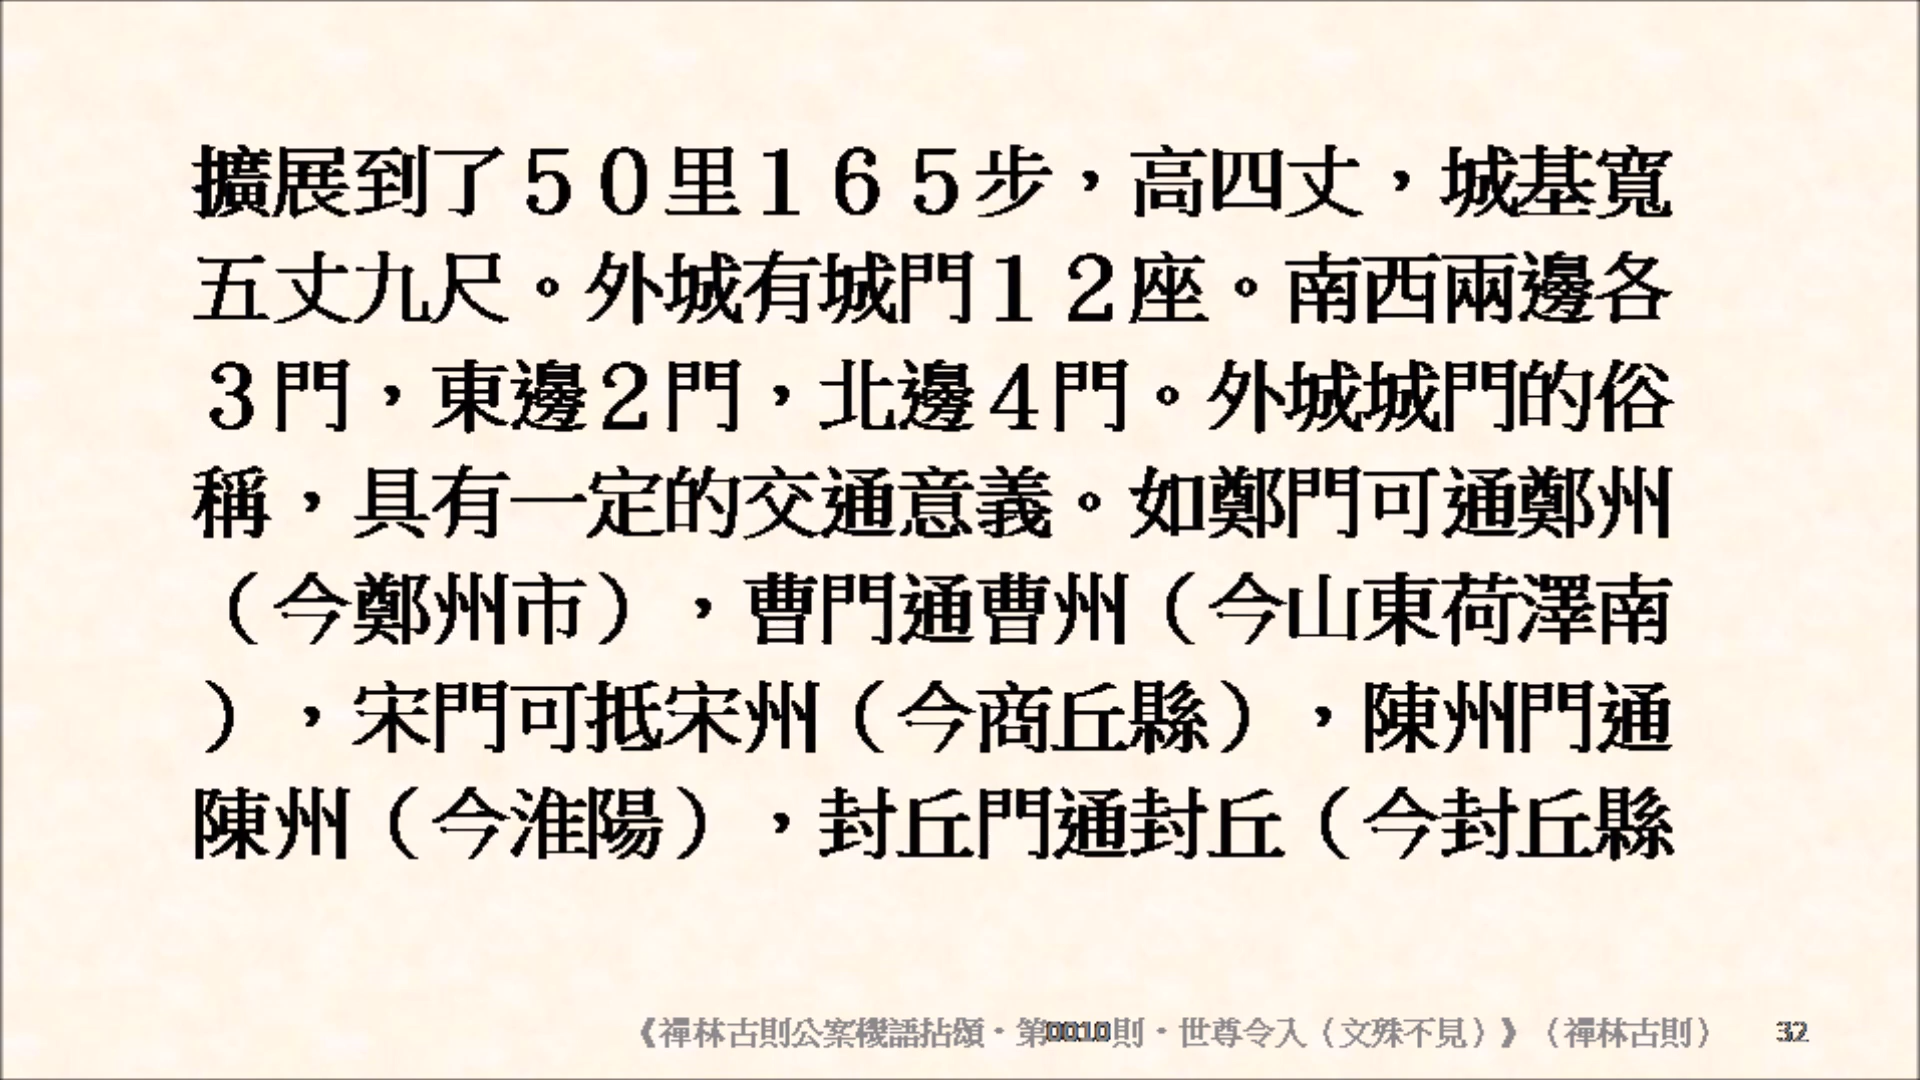 擴展到了５０里１６５步，高四丈，城基寬
五丈九尺。外城有城門１２座。南西兩邊各
３門，東邊２門，北邊４門。外城城門的俗
稱，具有一定的交通意義。如鄭門可通鄭州
（今鄭州市），曹門通曹州（今山東荷澤南
），宋門可抵宋州（今商丘縣），陳州門通
陳州（今淮陽），封丘門通封丘（今封丘縣
《禪林古則公案機語拈頌·第0010則·世尊令入（文殊不見）》（禪林古則） 32